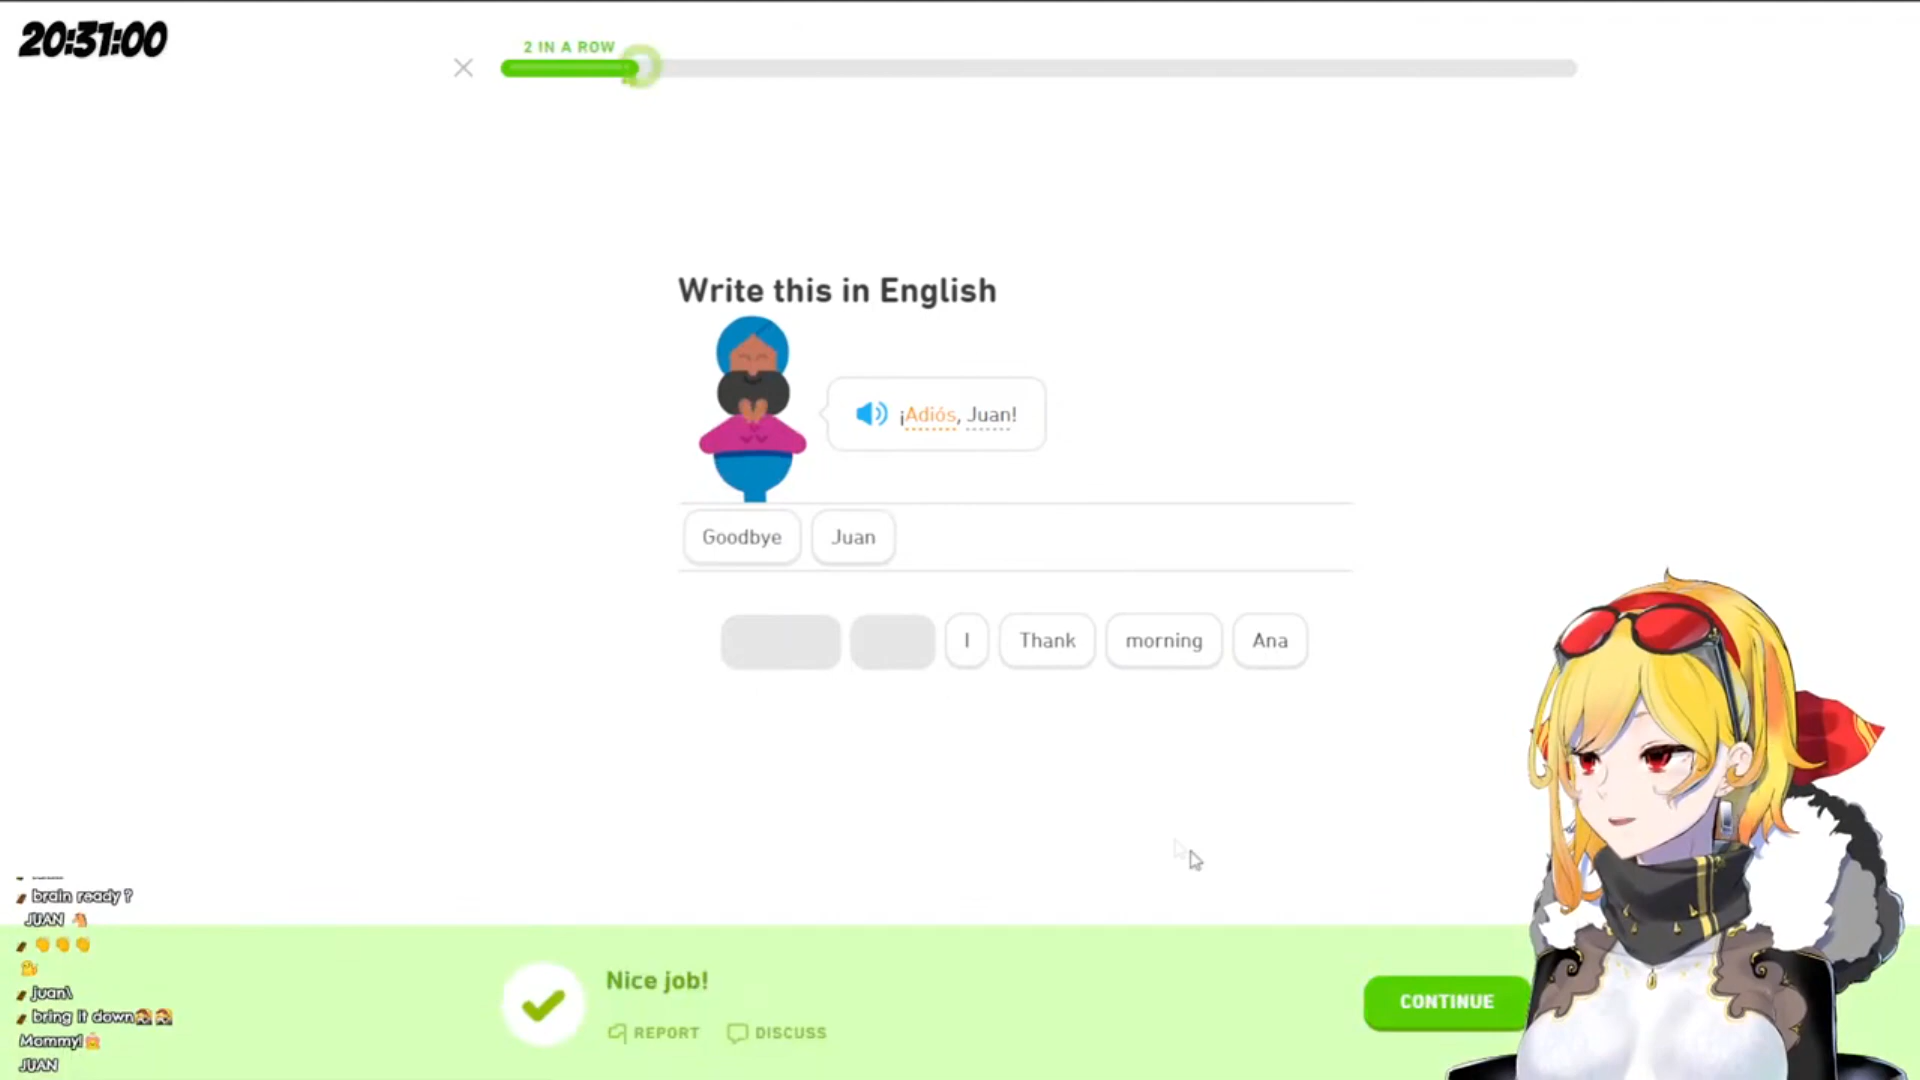 20:31:00
2 IN A ROW
Write this in English
¡Adiós, Juan!
Goodbye Juan
I Thank morning Ana
brain ready ?
JUAN
juan\
bring it down
Mommy!
JUAN
Nice job!
REPORT DISCUSS
CONTINUE